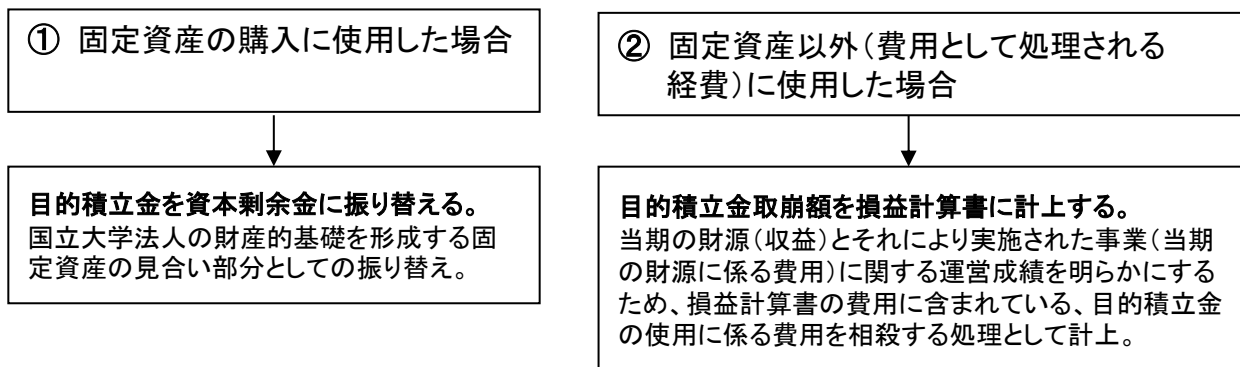 ① 固定資産の購入に使用した場合
目的積立金を資本剰余金に振り替える。
国立大学法人の財産的基礎を形成する固
定資産の見合い部分としての振り替え。
② 固定資産以外(費用として処理される
経費)に使用した場合
目的積立金取崩額を損益計算書に計上する。
当期の財源(収益)とそれにより実施された事業(当期
の財源に係る費用)に関する運営成績を明らかにする
ため、損益計算書の費用に含まれている、目的積立金
の使用に係る費用を相殺する処理として計上。